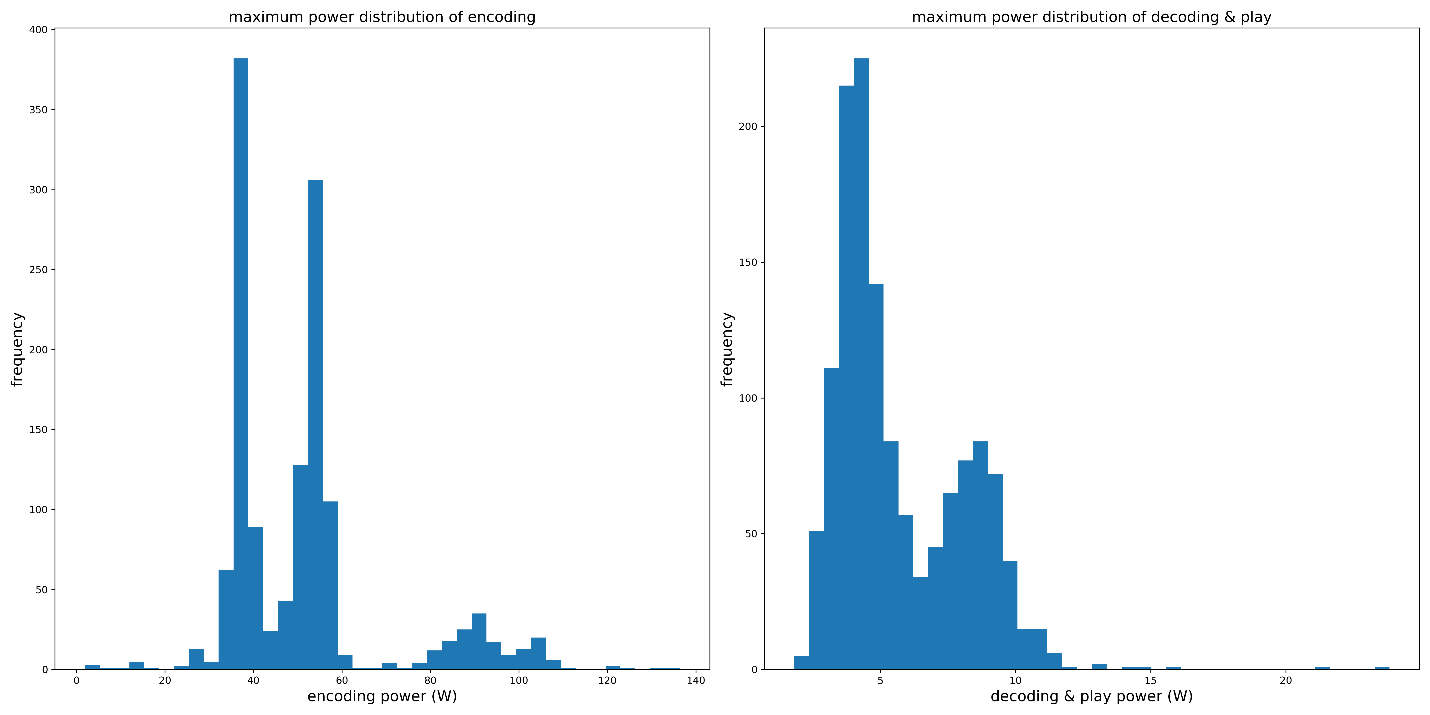 maximum power distribution of encoding
400
350
300
250
200
150
100
50
0
frequency
0 20 40 60 80 100 120 140
encoding power (W)
maximum power distribution of decoding & play
200
150
100
50
0
frequency
5 10 15 20
decoding & play power (W)